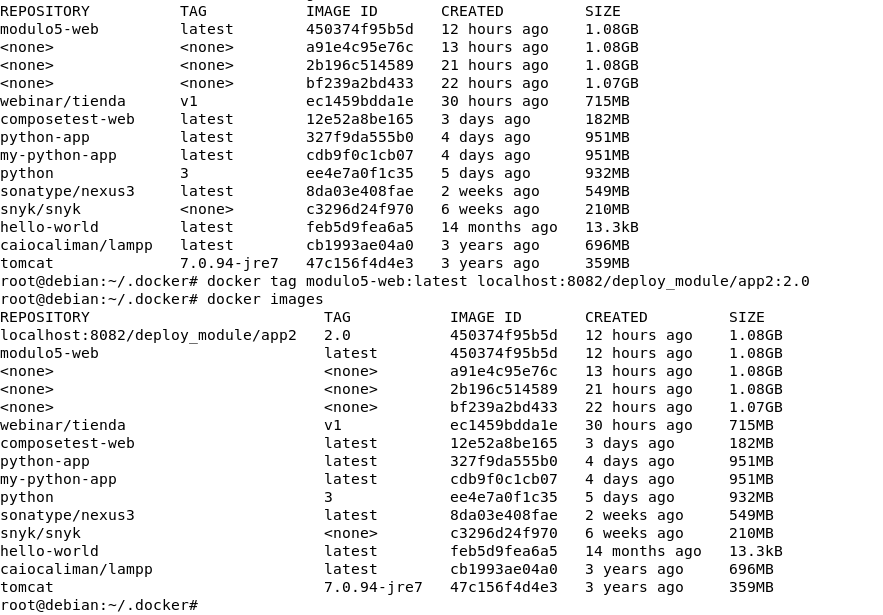 REPOSITORY TAG IMAGE ID CREATED SIZE
modulo5-web latest 450374f95b5d 12 hours ago 1.08GB
<none> <none> a91e4c95e76c 13 hours ago 1.08GB
<none> <none> 2b196c514589 21 hours ago 1.08GB
<none> <none> bf239a2bd433 22 hours ago 1.07GB
webinar/tienda v1 ec1459bdda1e 30 hours ago 715MB
composetest-web latest 12e52a8be165 3 days ago 182MB
python-app latest 327f9da555b0 4 days ago 951MB
my-python-app latest cdb9f0c1cb07 4 days ago 951MB
python 3 ee4e7a0f1c35 5 days ago 932MB
sonatype/nexus3 latest 8da03e408fae 2 weeks ago 549MB
snyk/snyk <none> c3296d24f970 6 weeks ago 210MB
hello-world latest feb5d9fea6a5 14 months ago 13.3kB
caiocaliman/lampp latest cb1993ae04a0 3 years ago 696MB
tomcat 7.0.94-jre7 47c156f4d4e3 3 years ago 359MB
root@debian:~/.docker# docker tag modulo5-web:latest localhost:8082/deploy_module/app2:2.0
root@debian:~/.docker# docker images
REPOSITORY TAG IMAGE ID CREATED SIZE
localhost:8082/deploy_module/app2 2.0 450374f95b5d 12 hours ago 1.08GB
modulo5-web latest 450374f95b5d 12 hours ago 1.08GB
<none> <none> a91e4c95e76c 13 hours ago 1.08GB
<none> <none> 2b196c514589 21 hours ago 1.08GB
<none> <none> bf239a2bd433 22 hours ago 1.07GB
webinar/tienda v1 ec1459bdda1e 30 hours ago 715MB
composetest-web latest 12e52a8be165 3 days ago 182MB
python-app latest 327f9da555b0 4 days ago 951MB
my-python-app latest cdb9f0c1cb07 4 days ago 951MB
python 3 ee4e7a0f1c35 5 days ago 932MB
sonatype/nexus3 latest 8da03e408fae 2 weeks ago 549MB
snyk/snyk <none> c3296d24f970 6 weeks ago 210MB
hello-world latest feb5d9fea6a5 14 months ago 13.3kB
caiocaliman/lampp latest cb1993ae04a0 3 years ago 696MB
tomcat 7.0.94-jre7 47c156f4d4e3 3 years ago 359MB
root@debian:~/.docker#